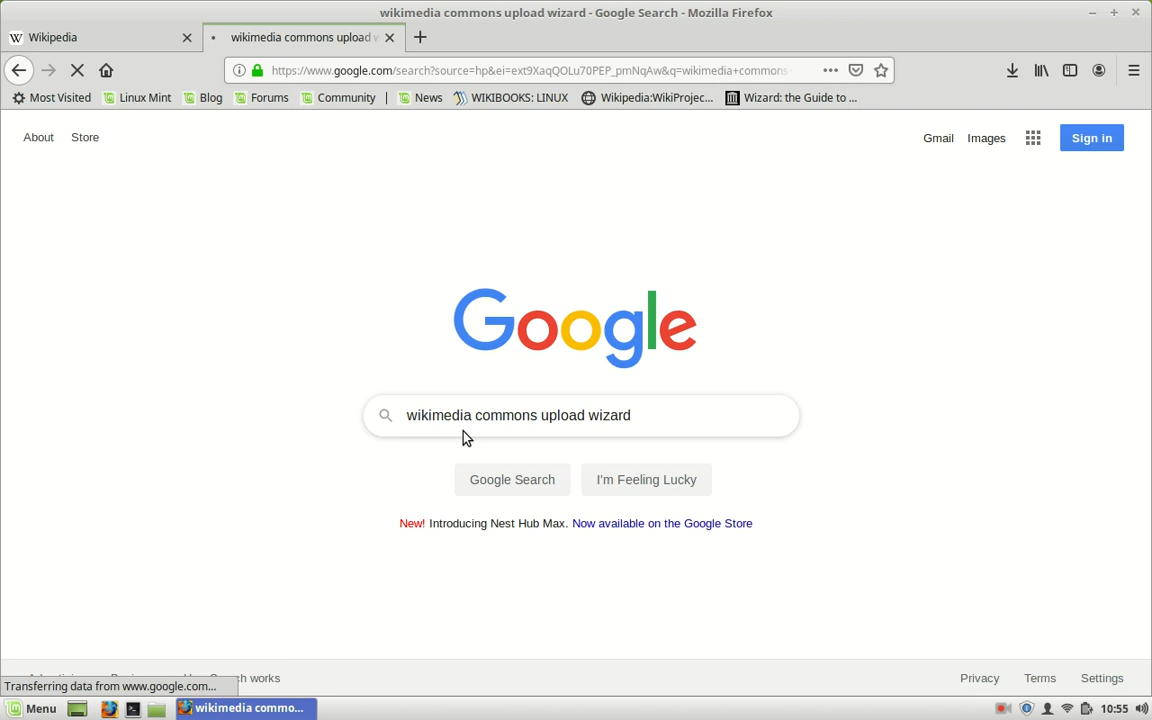 wikimedia commons upload wizard - Google Search - Mozilla Firefox
W Wikipedia
wikimedia commons upload w
https://www.google.com/search?source=hp&ei=ext9XaqQOLu70PEP_pmNqAw&q=wikimedia+commons
Most Visited Linux Mint Blog Forums Community News WIKIBOOKS: LINUX Wikipedia:WikiProjec... Wizard: the Guide to ...
About Store Gmail Images Sign in
Google
wikimedia commons upload wizard
Google Search I'm Feeling Lucky
New! Introducing Nest Hub Max. Now available on the Google Store
works Privacy Terms Settings
Transferring data from www.google.com...
Menu wikimedia commo... 10:55